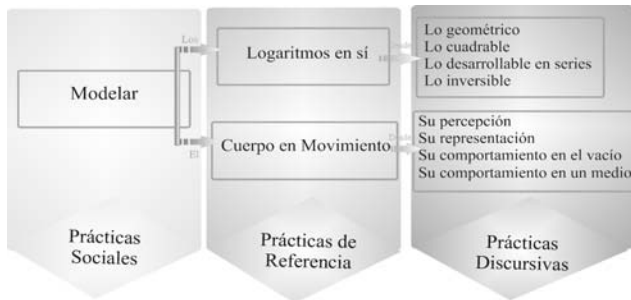 Modelar
Los
El
Logaritmos en sí
Cuerpo en Movimiento
Desde
Lo geométrico
Lo cuadrable
Lo desarrollable en series
Lo inversible
Su percepción
Su representación
Su comportamiento en el vacío
Su comportamiento en un medio
Prácticas
Sociales
Prácticas de
Referencia
Prácticas
Discursivas